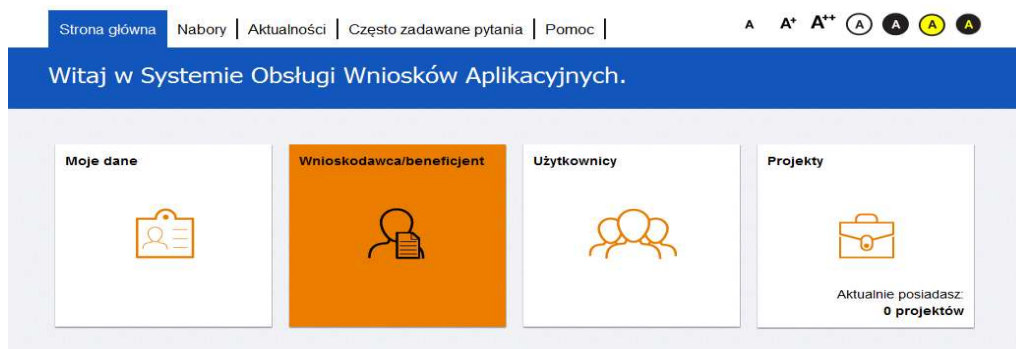 Strona główna | Nabory | Aktualności | Często zadawane pytania | Pomoc |
A A+ A++ A A A A
Witaj w Systemie Obsługi Wniosków Aplikacyjnych.
Moje dane
Wnioskodawca/beneficjent
Użytkownicy
Projekty
Aktualnie posiadasz:
0 projektów